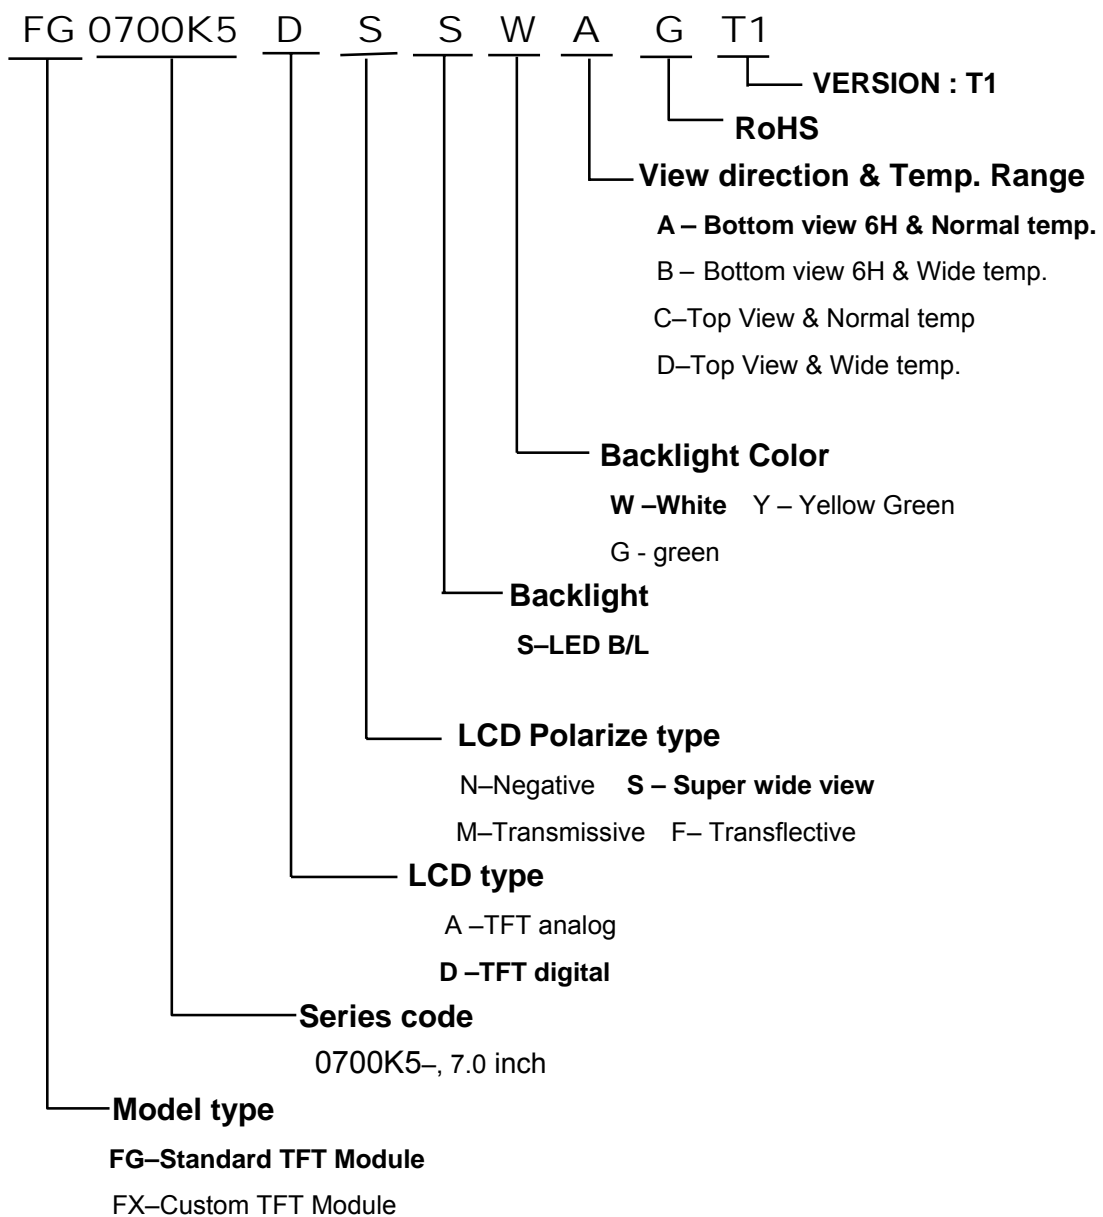 FG 0700K5 D S S W A G T1
VERSION : T1
RoHS
View direction & Temp. Range
A – Bottom view 6H & Normal temp.
B – Bottom view 6H & Wide temp.
C–Top View & Normal temp
D–Top View & Wide temp.
Backlight Color
W –White Y – Yellow Green
G - green
Backlight
S–LED B/L
LCD Polarize type
N–Negative S – Super wide view
M–Transmissive F– Transflective
LCD type
A –TFT analog
D –TFT digital
Series code
0700K5–, 7.0 inch
Model type
FG–Standard TFT Module
FX–Custom TFT Module